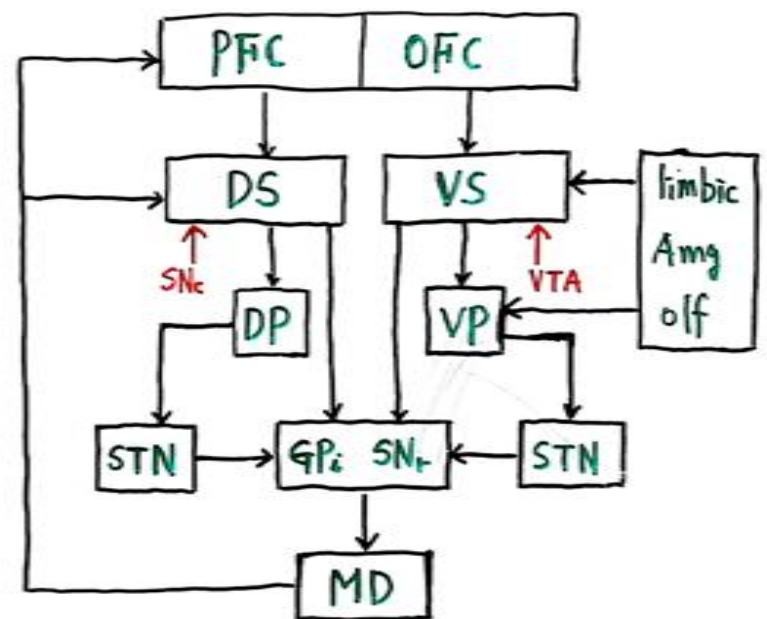 PFC OFC
DS VS
limbic
Amg
olf
SNc VTA
DP VP
STN GPi SNr STN
MD